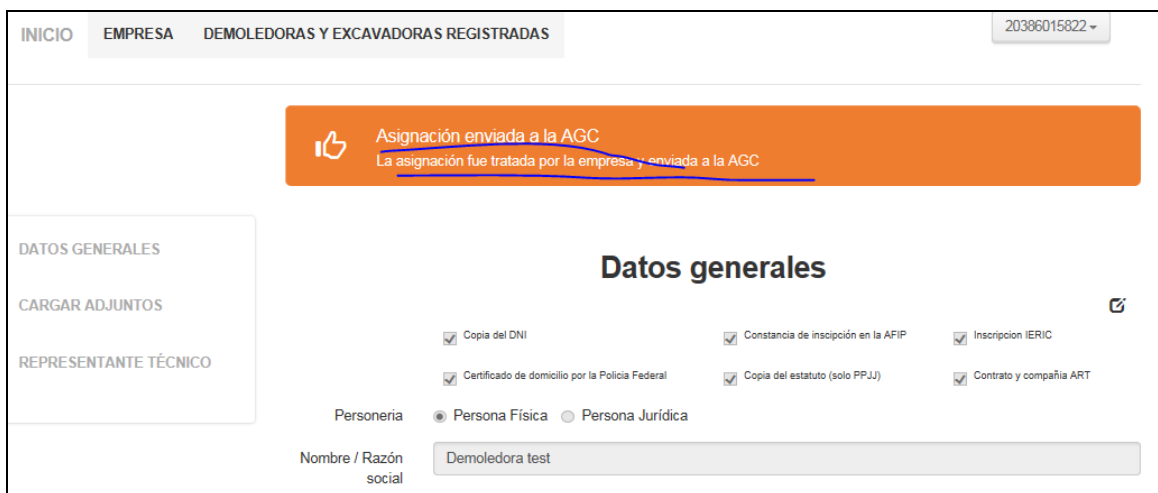 INICIO EMPRESA DEMOLEDORAS Y EXCAVADORAS REGISTRADAS 20386015822
Asignación enviada a la AGC
La asignación fue tratada por la empresa y enviada a la AGC
DATOS GENERALES
CARGAR ADJUNTOS
REPRESENTANTE TÉCNICO
Datos generales
Copia del DNI Constancia de inscipción en la AFIP Inscripcion IERIC
Certificado de domicilio por la Policia Federal Copia del estatuto (solo PPJJ) Contrato y compañia ART
Personeria Persona Física Persona Jurídica
Nombre / Razón
social
Demoledora test